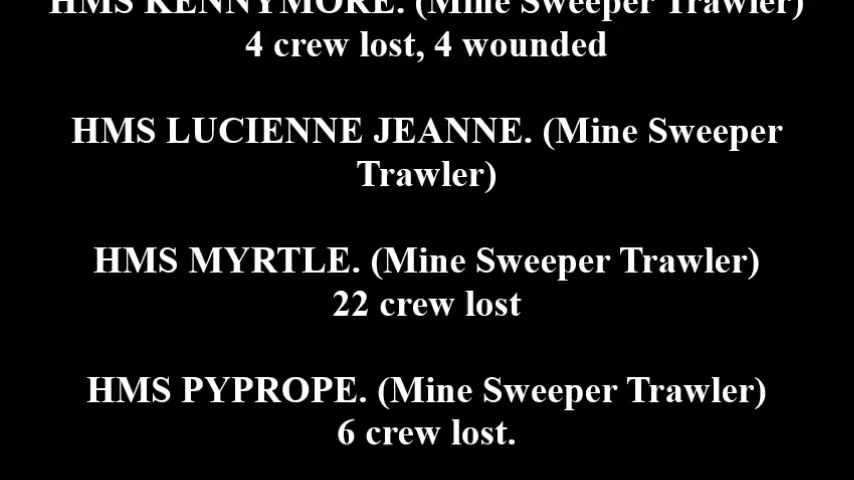 HMS KENNYMORE. (Mine Sweeper Trawler)
4 crew lost, 4 wounded
HMS LUCIENNE JEANNE. (Mine Sweeper
Trawler)
HMS MYRTLE. (Mine Sweeper Trawler)
22 crew lost
HMS PYPROPE. (Mine Sweeper Trawler)
6 crew lost.